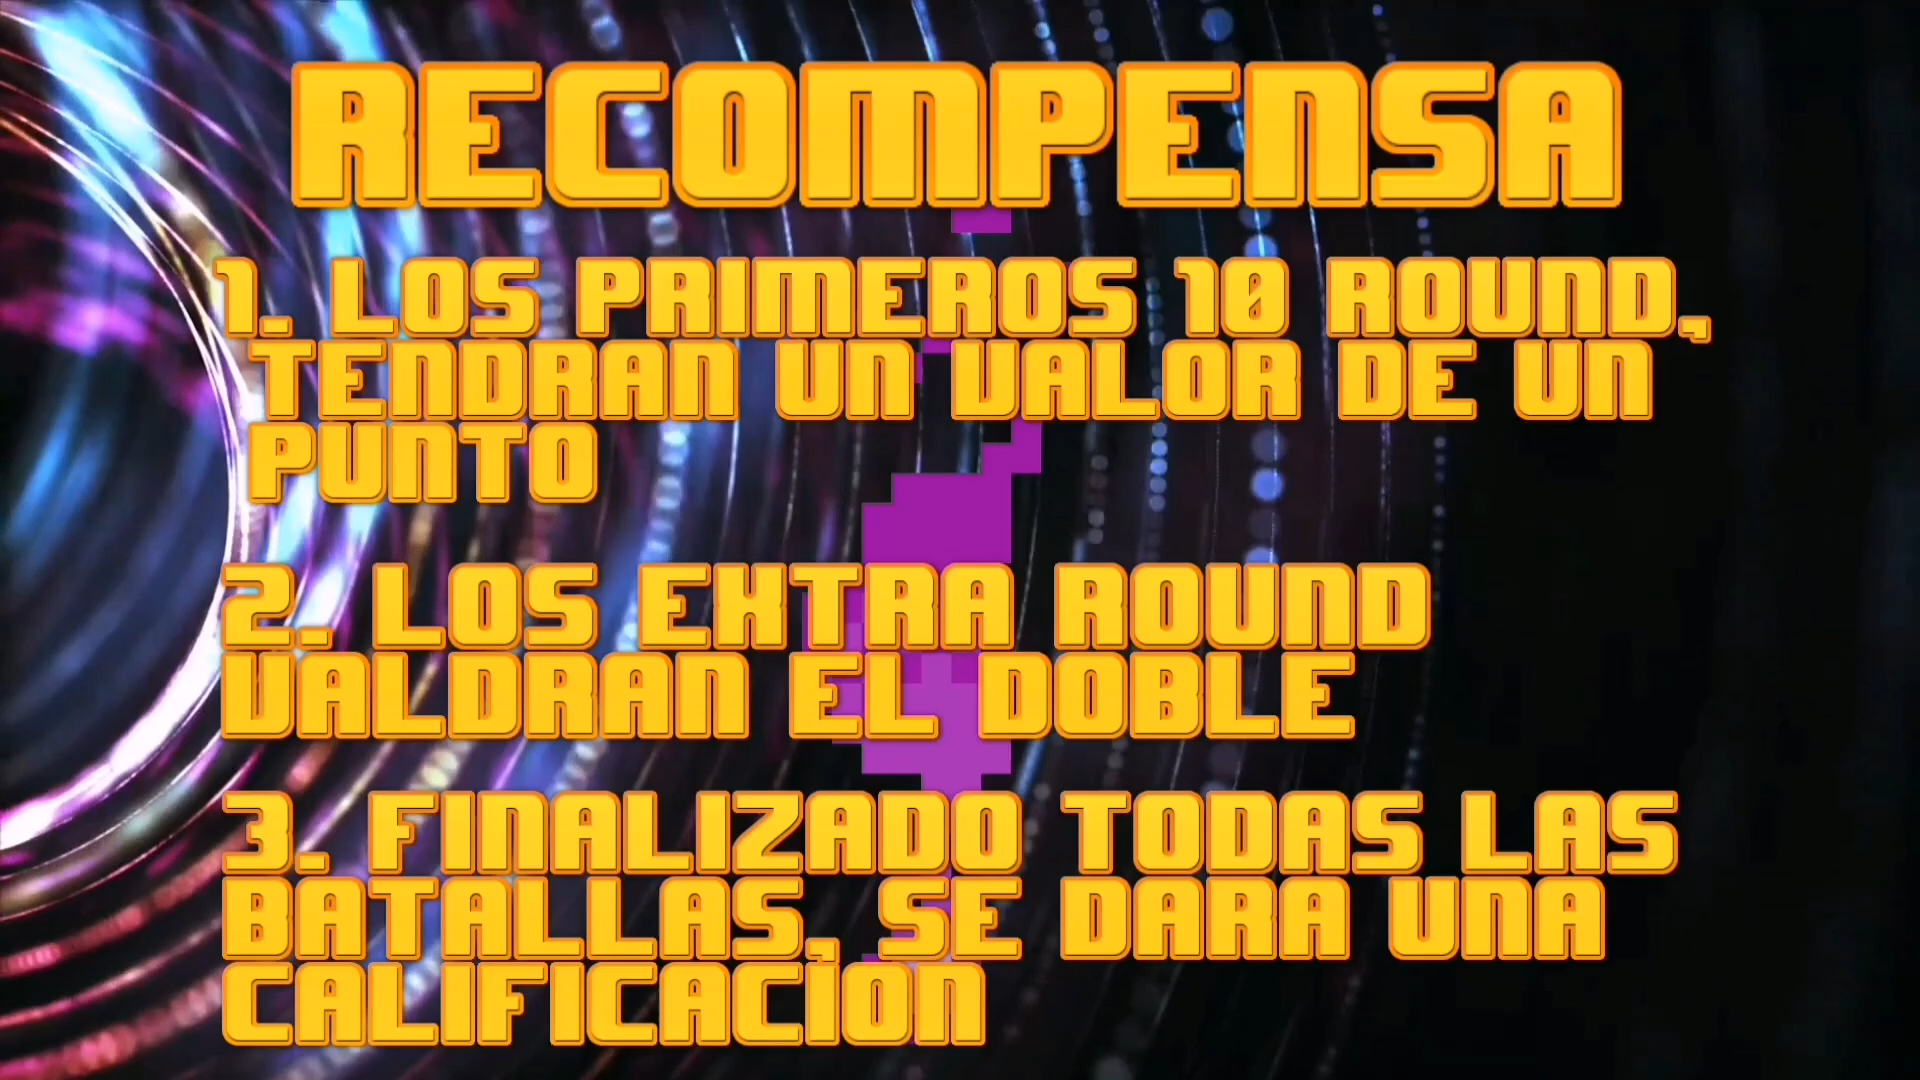 RECOMPENSA
1. LOS PRIMEROS 10 ROUND,
TENDRAN UN VALOR DE UN
PUNTO
2. LOS EXTRA ROUND
VALDRAN EL DOBLE
3. FINALIZADO TODAS LAS
BATALLAS, SE DARA UNA
CALIFICACION